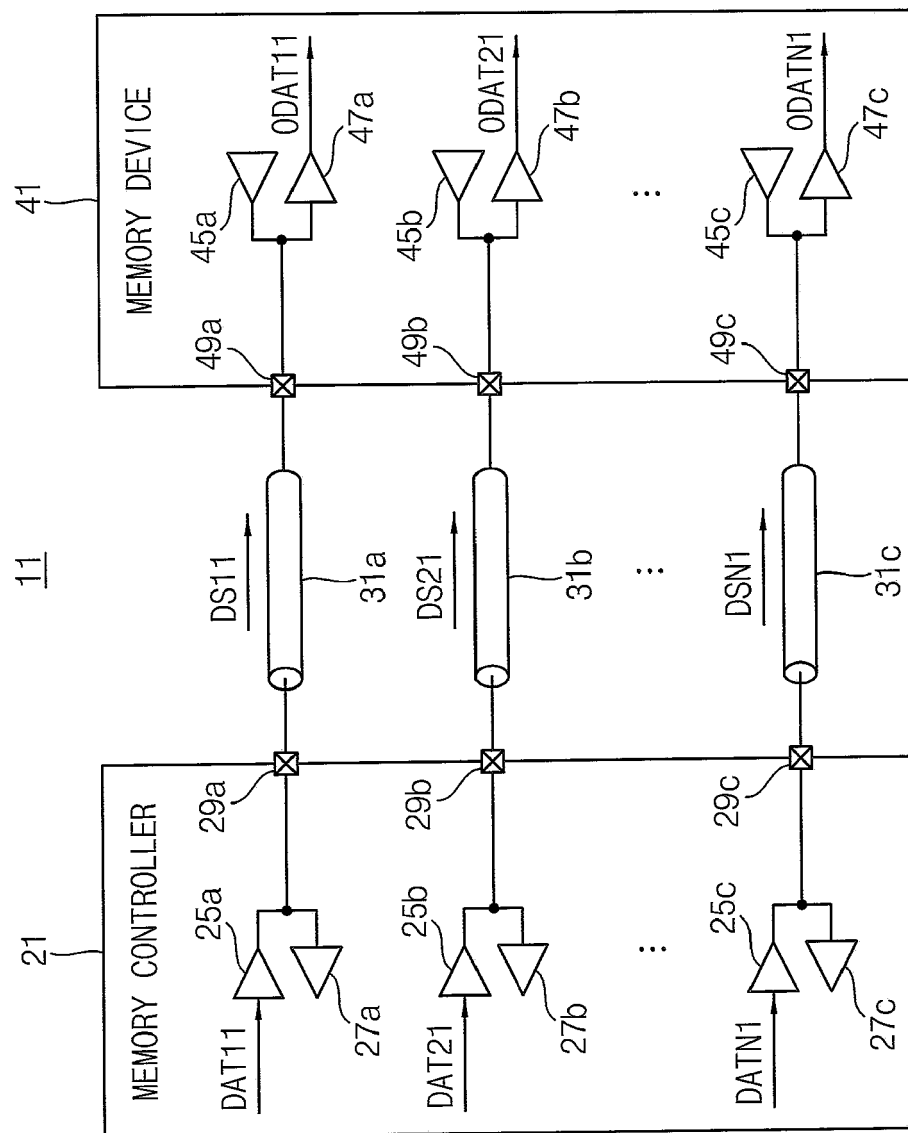 11
21
MEMORY CONTROLLER
41
MEMORY DEVICE
DAT11
25a
27a
29a
DS11
31a
49a
45a
47a
ODAT11
DAT21
25b
27b
29b
DS21
31b
49b
45b
47b
ODAT21
...
...
...
DATN1
25c
27c
29c
DSN1
31c
49c
45c
47c
ODATN1